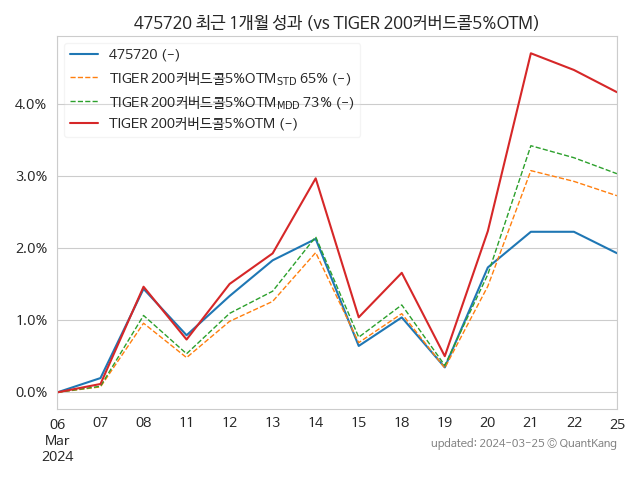 475720 최근 1개월 성과 (vs TIGER 200커버드콜5%OTM)
475720 (-)
TIGER 200커버드콜5%OTM_STD 65% (-)
TIGER 200커버드콜5%OTM_MDD 73% (-)
TIGER 200커버드콜5%OTM (-)
4.0%
3.0%
2.0%
1.0%
0.0%
06 07 08 11 12 13 14 15 18 19 20 21 22 25
Mar
2024
updated: 2024-03-25 © QuantKang